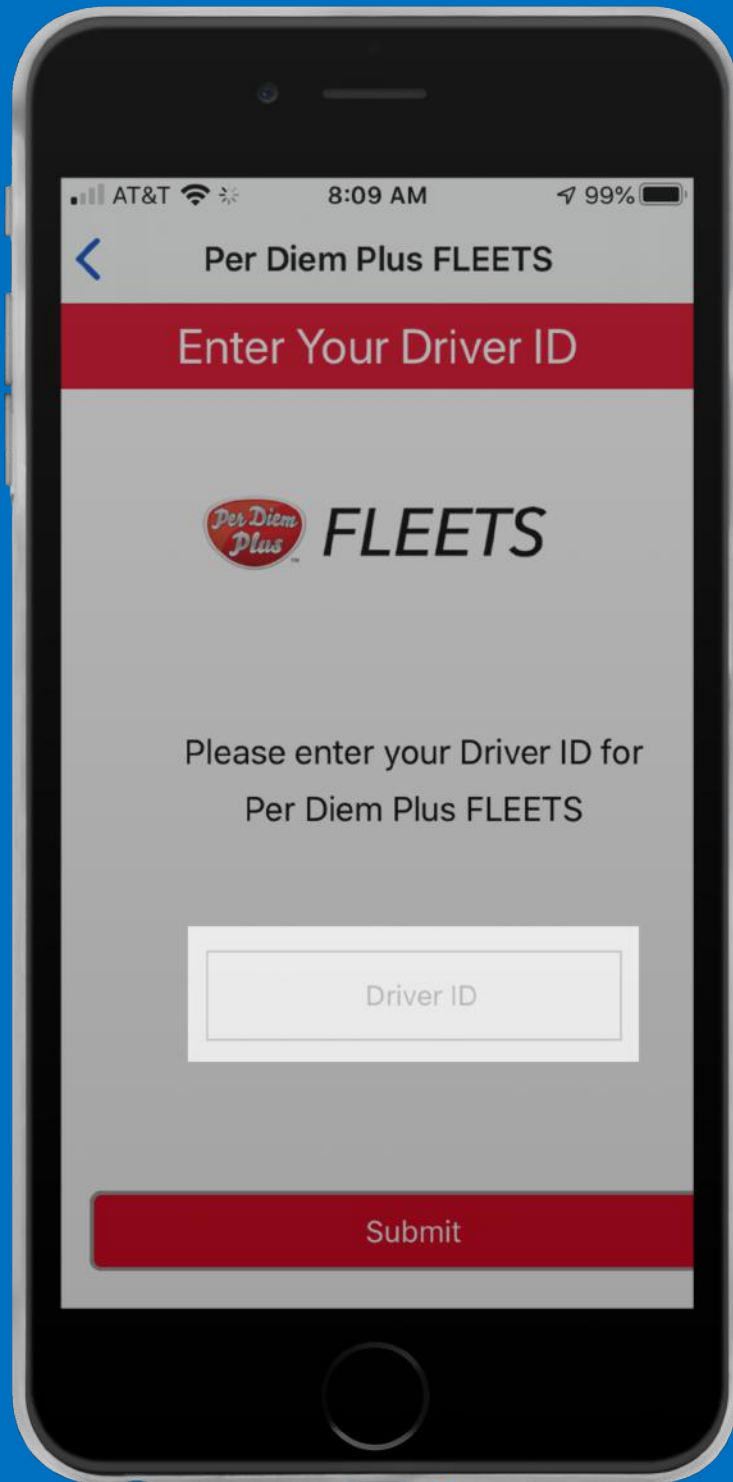 AT&T 8:09 AM 99%
Per Diem Plus FLEETS
Enter Your Driver ID
Per Diem
Plus™ FLEETS
Please enter your Driver ID for
Per Diem Plus FLEETS
Driver ID
Submit